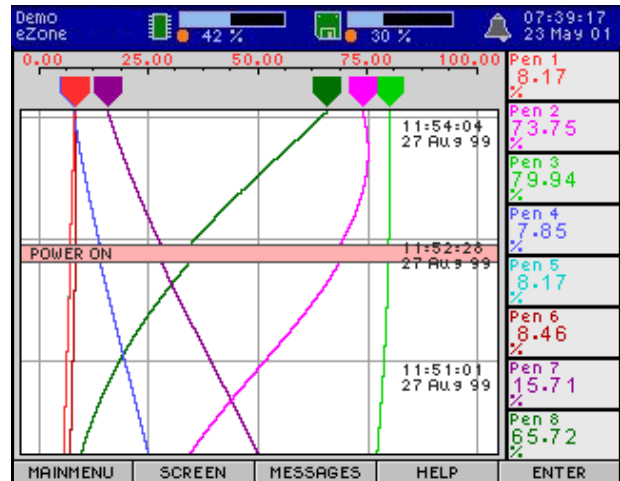 Demo
eZone
42 %
30 %
07:39:17
23 May 01
0.00 25.00 50.00 75.00 100.00
Pen 1
8.17
%
Pen 2
73.75
%
Pen 3
79.94
%
Pen 4
7.85
%
Pen 5
8.17
%
Pen 6
8.46
%
Pen 7
15.71
%
Pen 8
65.72
%
11:54:04
27 Aug 99
POWER ON
11:52:28
27 Aug 99
11:51:01
27 Aug 99
MAINMENU SCREEN MESSAGES HELP ENTER